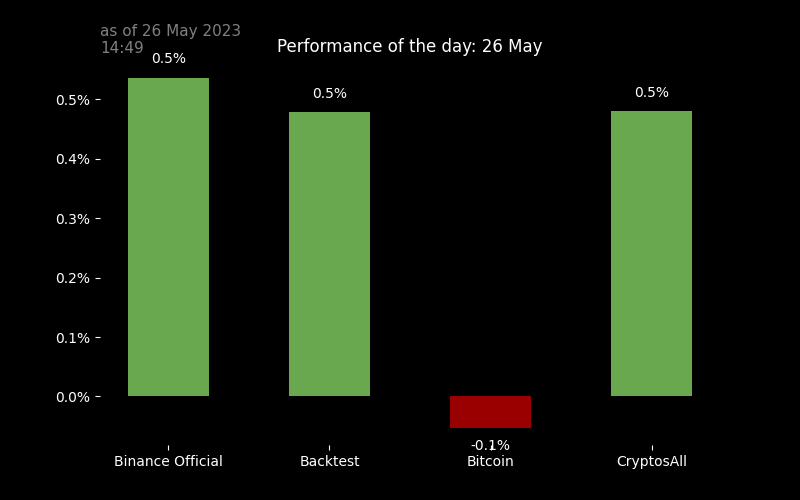 as of 26 May 2023
14:49
Performance of the day: 26 May
0.5%
0.5%
0.5%
0.5%
0.4%
0.3%
0.2%
0.1%
0.0%
-0.1%
Binance Official
Backtest
Bitcoin
CryptosAll